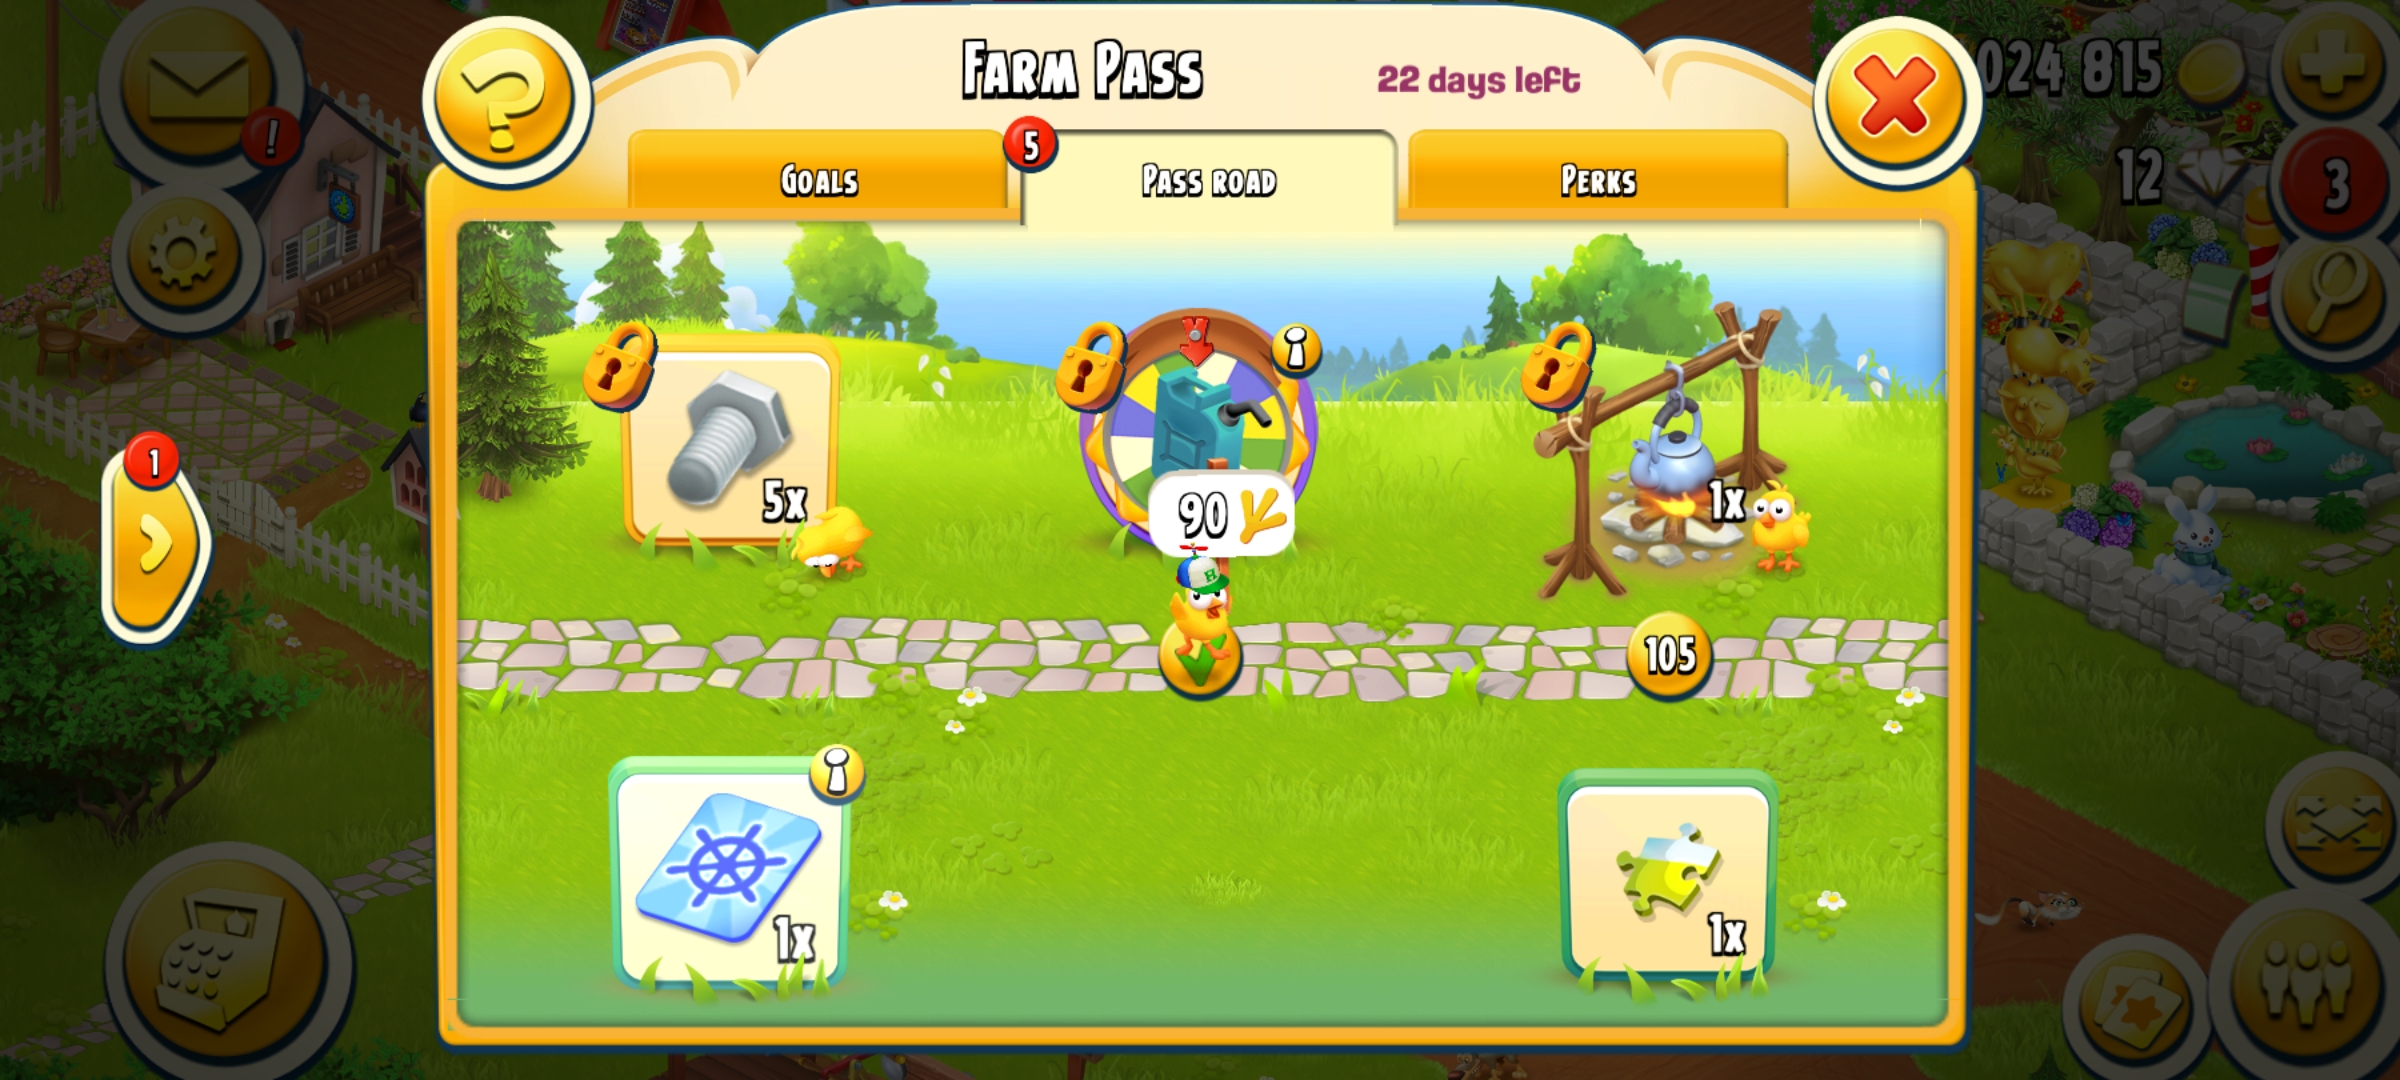 FARM PASS
22 days left
024 815
!
5
GOALS
PASS ROAD
PERKS
12
3
1
5x
90
1x
H
105
1x
1x